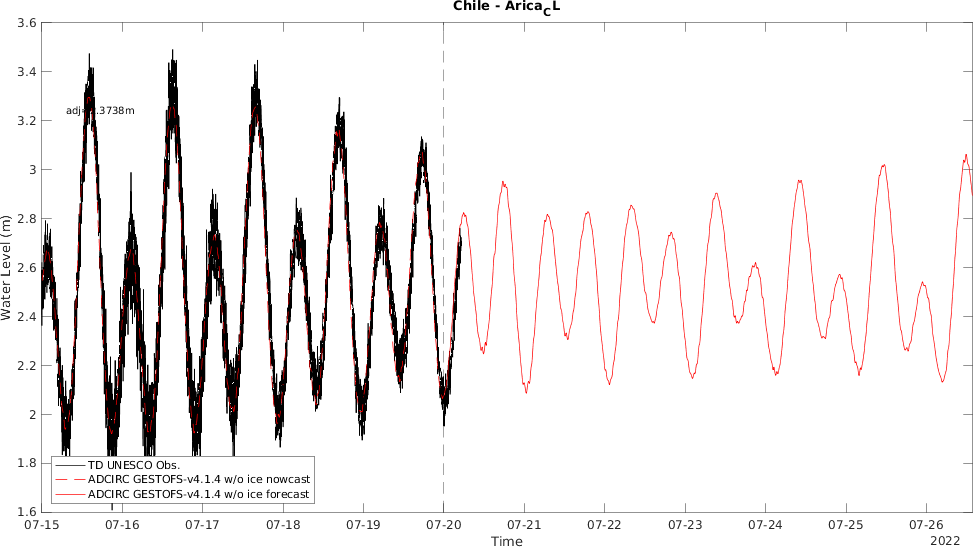 Chile - AricaCL
3.6
3.4
3.2
3
2.8
2.6
2.4
2.2
2
1.8
1.6
Water Level (m)
.3738m
TD UNESCO Obs.
ADCIRC GESTOFS-v4.1.4 w/o ice nowcast
ADCIRC GESTOFS-v4.1.4 w/o ice forecast
07-15 07-16 07-17 07-18 07-19 07-20 07-21 07-22 07-23 07-24 07-25 07-26
Time
2022